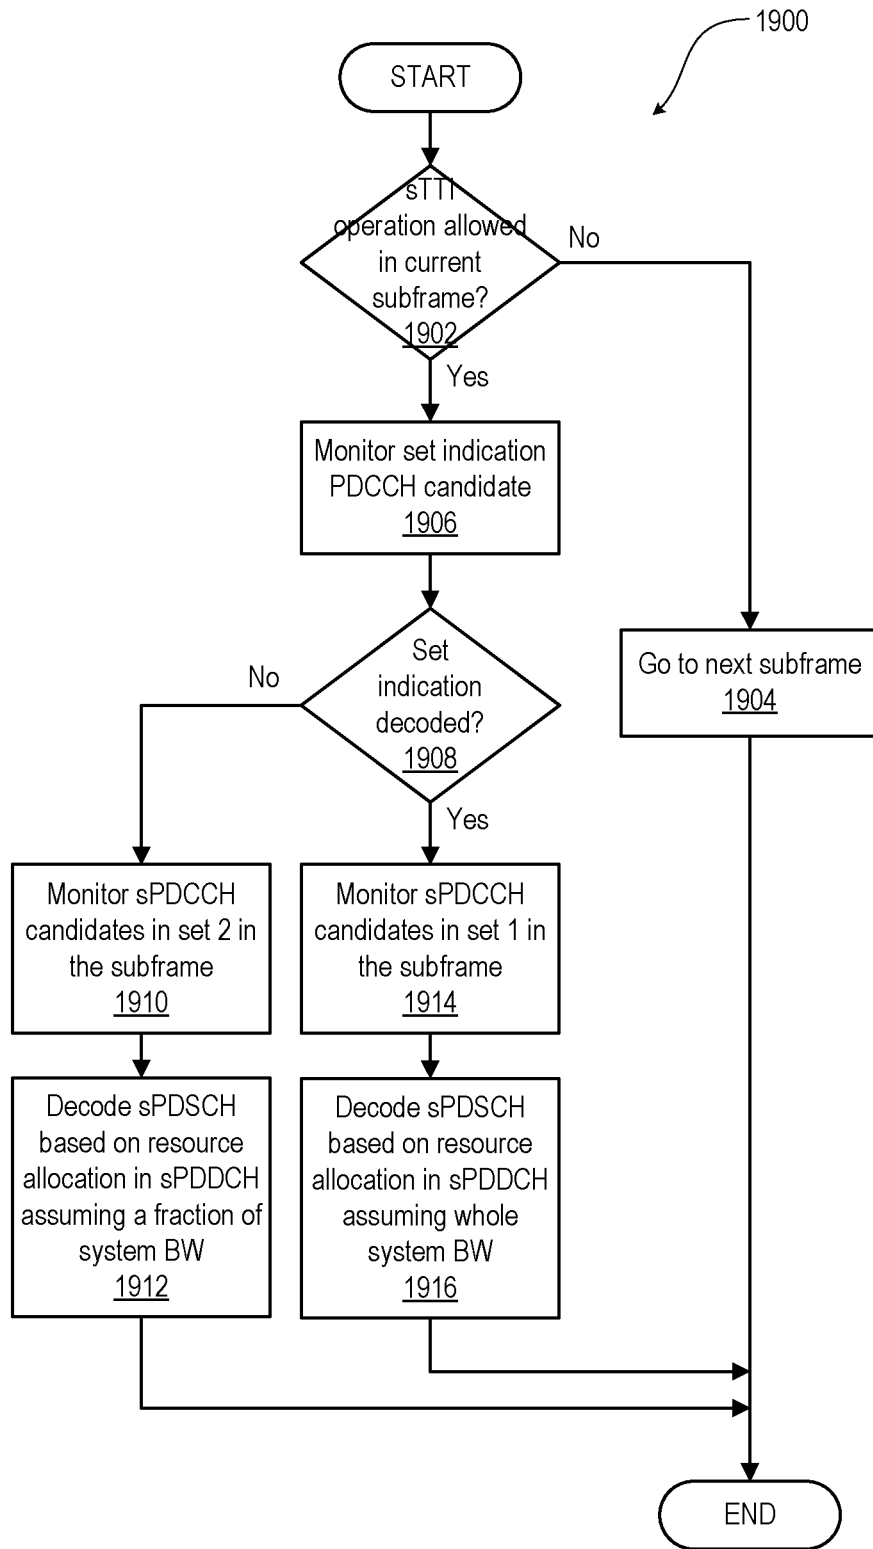 1900
START
sTTI
operation allowed
in current
subframe?
1902
No
Yes
Monitor set indication
PDCCH candidate
1906
Set
indication
decoded?
1908
No
Go to next subframe
1904
Yes
Monitor sPDCCH
candidates in set 2 in
the subframe
1910
Monitor sPDCCH
candidates in set 1 in
the subframe
1914
Decode sPDSCH
based on resource
allocation in sPDDCH
assuming a fraction of
system BW
1912
Decode sPDSCH
based on resource
allocation in sPDDCH
assuming whole
system BW
1916
END